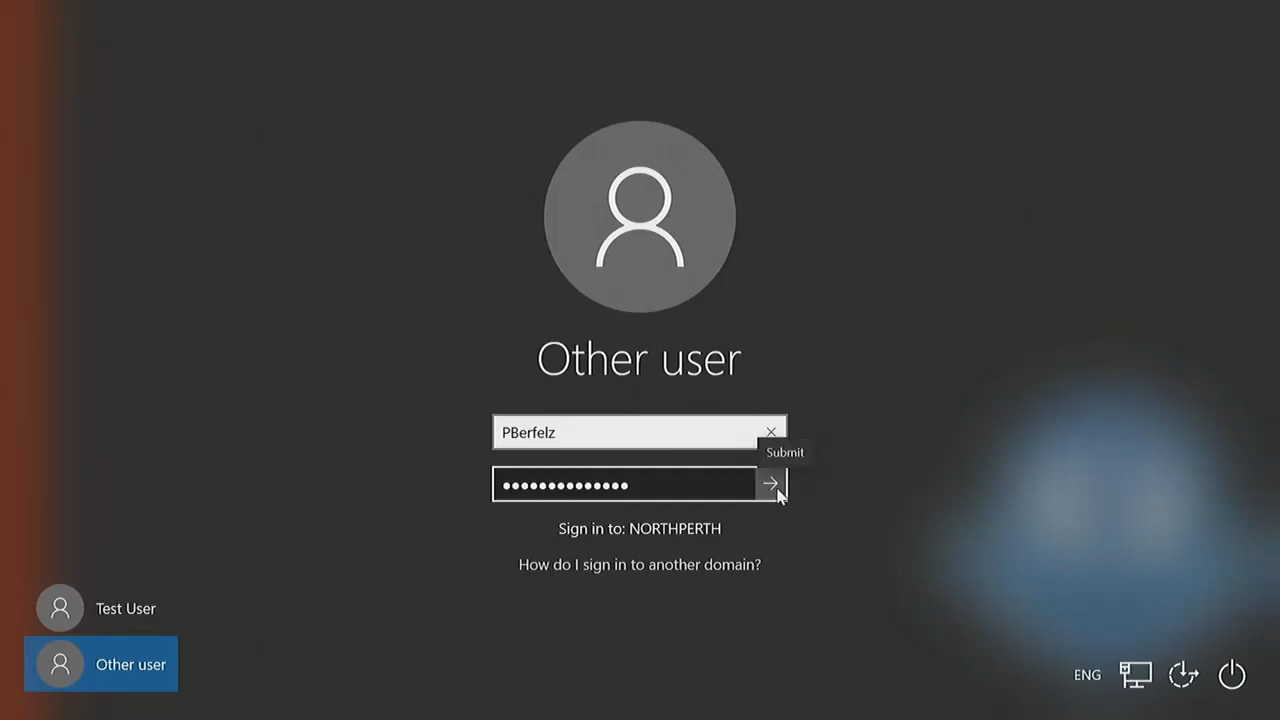 Other user
PBerfelz
Submit
●●●●●●●●●●●●●●
Sign in to: NORTHPERTH
How do I sign in to another domain?
Test User
Other user
ENG